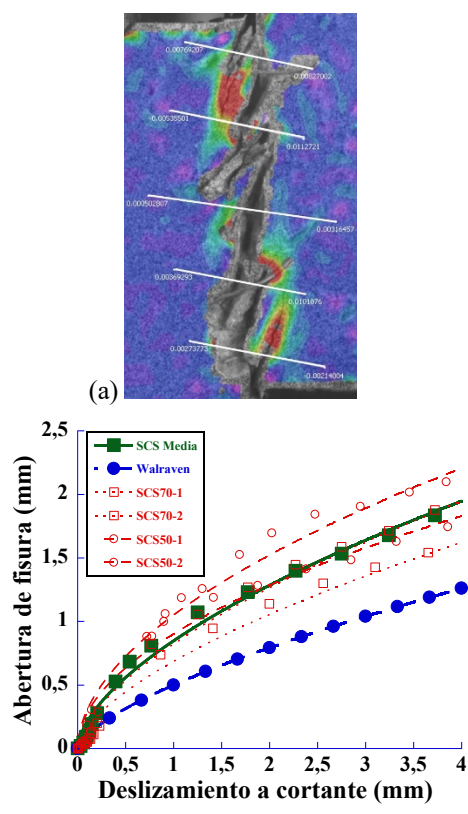 0.00769207
0.00827002
-0.00535501
0.0112721
0.000502807
0.00316457
0.00369293
0.0101876
0.00273773
-0.00214004
(a)
2,5
2
1,5
1
0,5
0
Abertura de fisura (mm)
SCS Media
Walraven
SCS70-1
SCS70-2
SCS50-1
SCS50-2
0 0,5 1 1,5 2 2,5 3 3,5 4
Deslizamiento a cortante (mm)